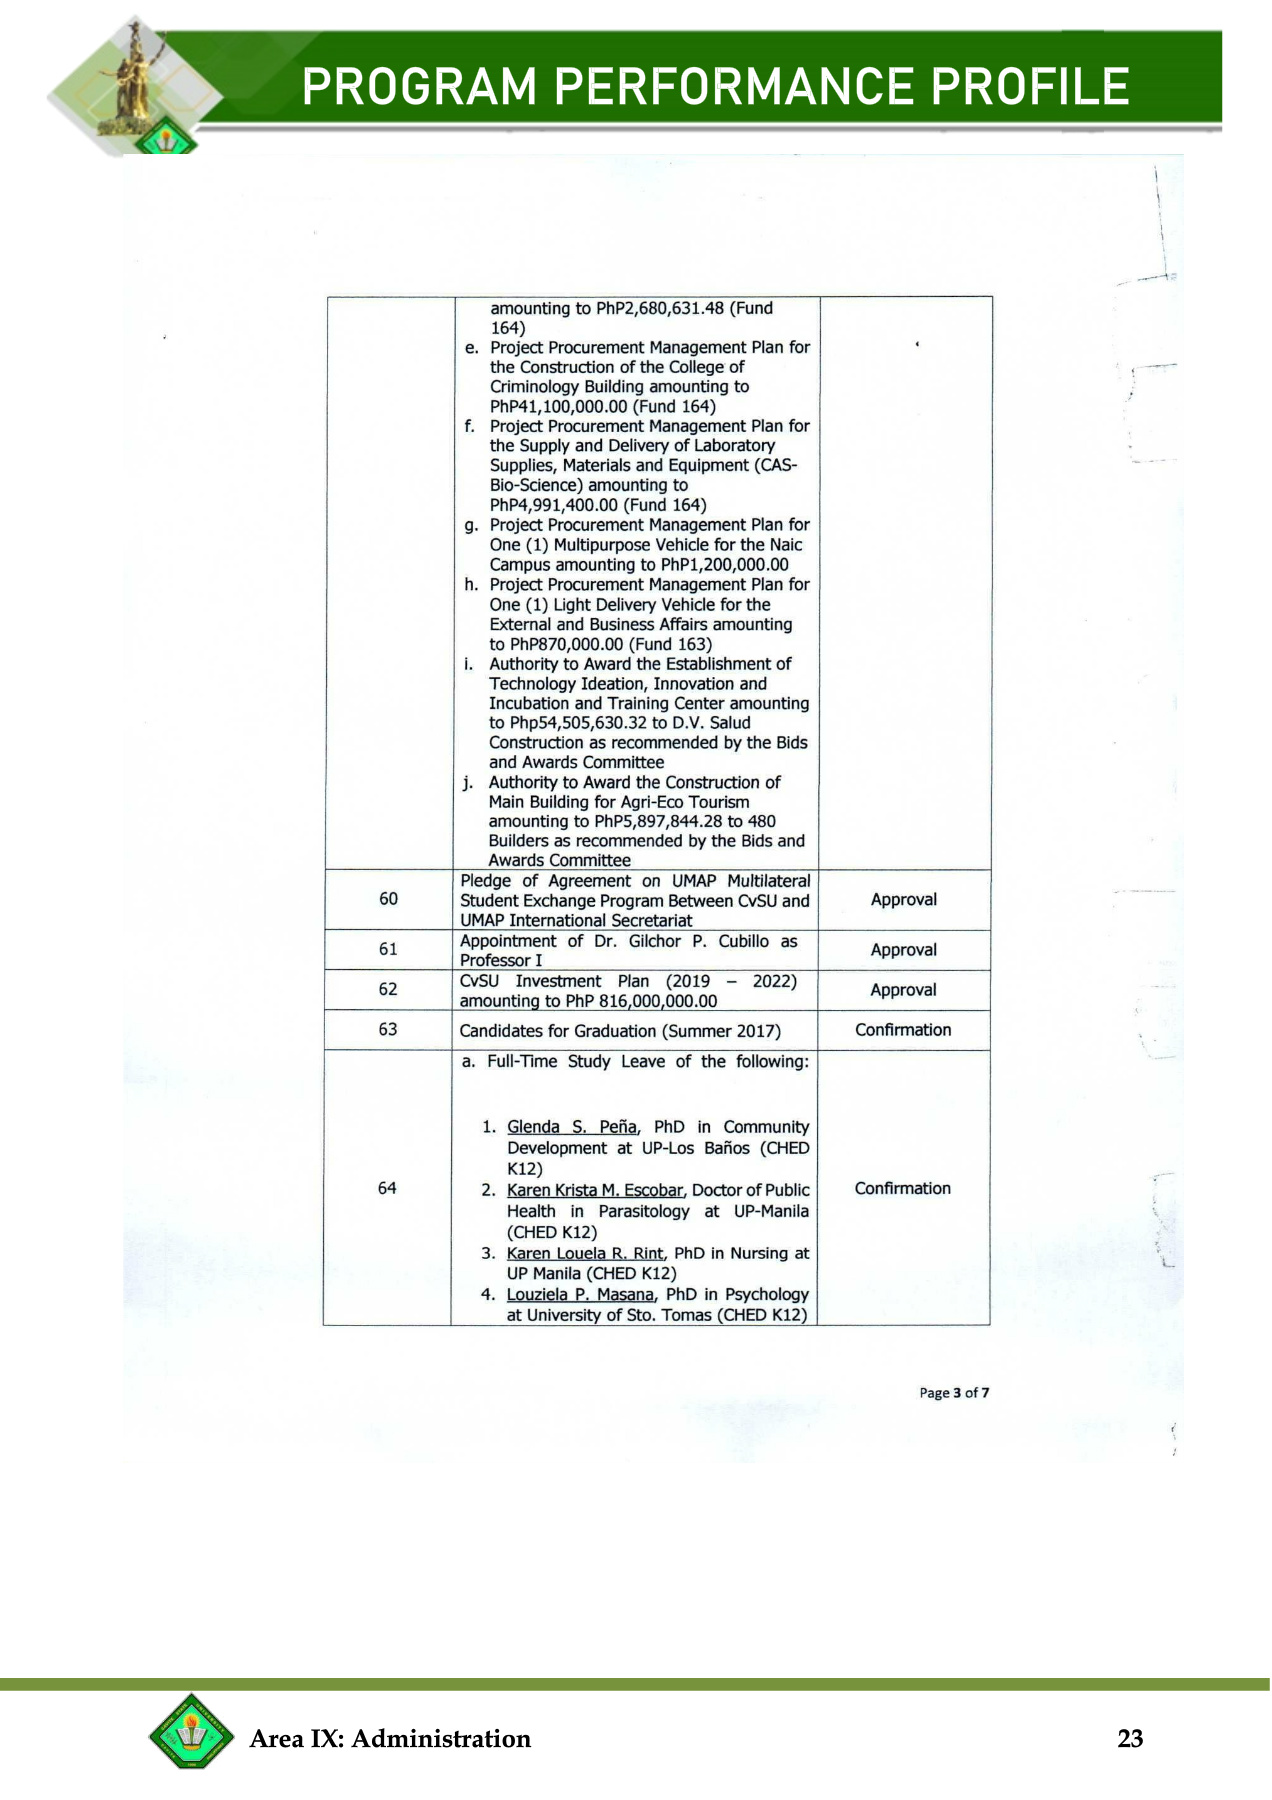 PROGRAM PERFORMANCE PROFILE
amounting to PhP2,680,631.48 (Fund
164)
e. Project Procurement Management Plan for
the Construction of the College of
Criminology Building amounting to
PhP41,100,000.00 (Fund 164)
f. Project Procurement Management Plan for
the Supply and Delivery of Laboratory
Supplies, Materials and Equipment (CAS-
Bio-Science) amounting to
PhP4,991,400.00 (Fund 164)
g. Project Procurement Management Plan for
One (1) Multipurpose Vehicle for the Naic
Campus amounting to PhP1,200,000.00
h. Project Procurement Management Plan for
One (1) Light Delivery Vehicle for the
External and Business Affairs amounting
to PhP870,000.00 (Fund 163)
i. Authority to Award the Establishment of
Technology Ideation, Innovation and
Incubation and Training Center amounting
to Php54,505,630.32 to D.V. Salud
Construction as recommended by the Bids
and Awards Committee
j. Authority to Award the Construction of
Main Building for Agri-Eco Tourism
amounting to PhP5,897,844.28 to 480
Builders as recommended by the Bids and
Awards Committee
60
Pledge of Agreement on UMAP Multilateral
Student Exchange Program Between CvSU and
UMAP International Secretariat
Approval
61
Appointment of Dr. Gilchor P. Cubillo as
Professor I
Approval
62
CvSU Investment Plan (2019 – 2022)
amounting to PhP 816,000,000.00
Approval
63
Candidates for Graduation (Summer 2017)
Confirmation
64
a. Full-Time Study Leave of the following:
1. Glenda S. Peña, PhD in Community
Development at UP-Los Baños (CHED
K12)
2. Karen Krista M. Escobar, Doctor of Public
Health in Parasitology at UP-Manila
(CHED K12)
3. Karen Louela R. Rint, PhD in Nursing at
UP Manila (CHED K12)
4. Louziela P. Masana, PhD in Psychology
at University of Sto. Tomas (CHED K12)
Confirmation
Page 3 of 7
Area IX: Administration
23